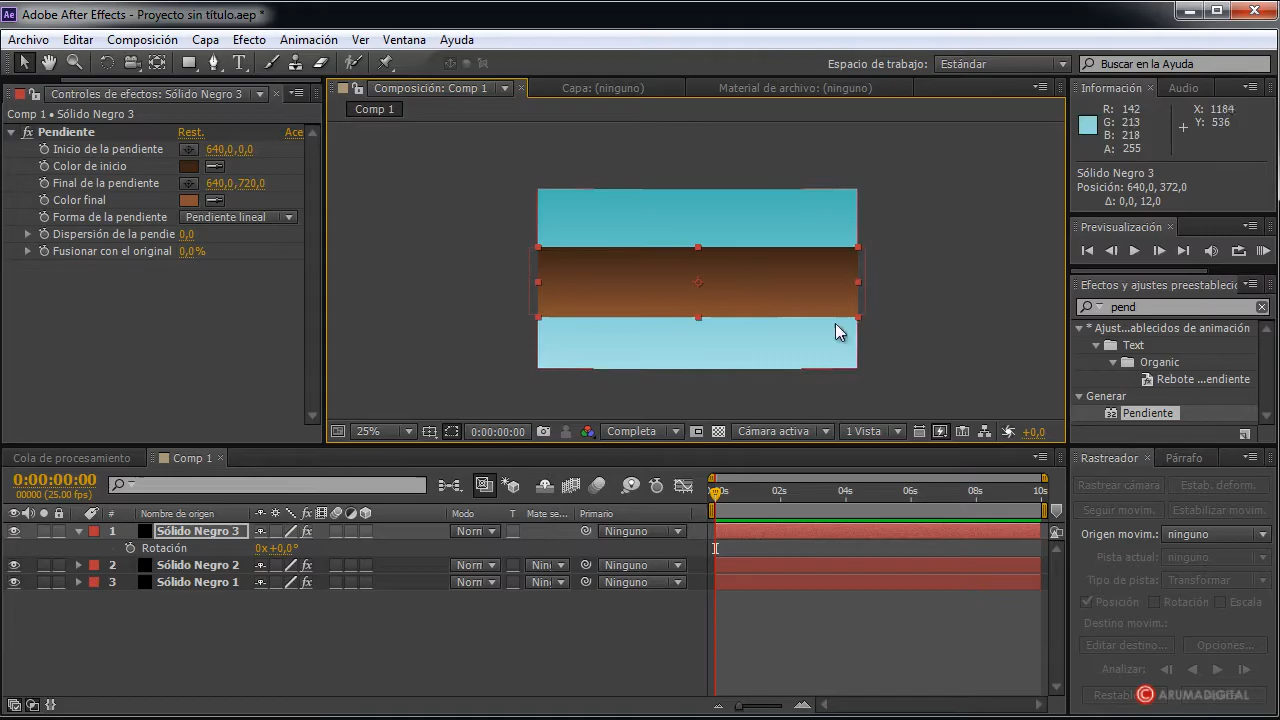 Adobe After Effects - Proyecto sin título.aep *
Archivo Editar Composición Capa Efecto Animación Ver Ventana Ayuda
Espacio de trabajo: Estándar Buscar en la Ayuda
Controles de efectos: Sólido Negro 3
Comp 1 • Sólido Negro 3
Pendiente Rest. Ace
Inicio de la pendiente 640,0,0,0
Color de inicio
Final de la pendiente 640,0,720,0
Color final
Forma de la pendiente Pendiente lineal
Dispersión de la pendie 0,0
Fusionar con el original 0,0%
Composición: Comp 1 Capa: (ninguno) Material de archivo: (ninguno)
Comp 1
25% 0:00:00:00 Completa Cámara activa 1 Vista +0,0
Información Audio
R: 142 X: 1184
G: 213 Y: 536
B: 218
A: 255
Sólido Negro 3
Posición: 640,0, 372,0
Δ: 0,0, 12,0
Previsualización
Efectos y ajustes preestablecic
pend
* Ajust...ablecidos de animación
Text
Organic
Rebote ...endiente
Generar
Pendiente
Cola de procesamiento Comp 1
0:00:00:00
00000 (25.00 fps)
# Nombre de origen Modo T Mate se... Primario
02s 04s 06s 08s 10s
1 Sólido Negro 3 Norn Ninguno
Rotación 0x+0,0°
2 Sólido Negro 2 Norn Nin Ninguno
3 Sólido Negro 1 Norn Nin Ninguno
Rastreador Párrafo
Rastrear cámara Estab. deform.
Seguir movim. Estabilizar movim.
Origen movim.: ninguno
Pista actual: ninguno
Tipo de pista: Transformar
Posición Rotación Escala
Destino movim.:
Editar destino... Opciones...
Analizar:
Restabl
© ARUMADIGITAL